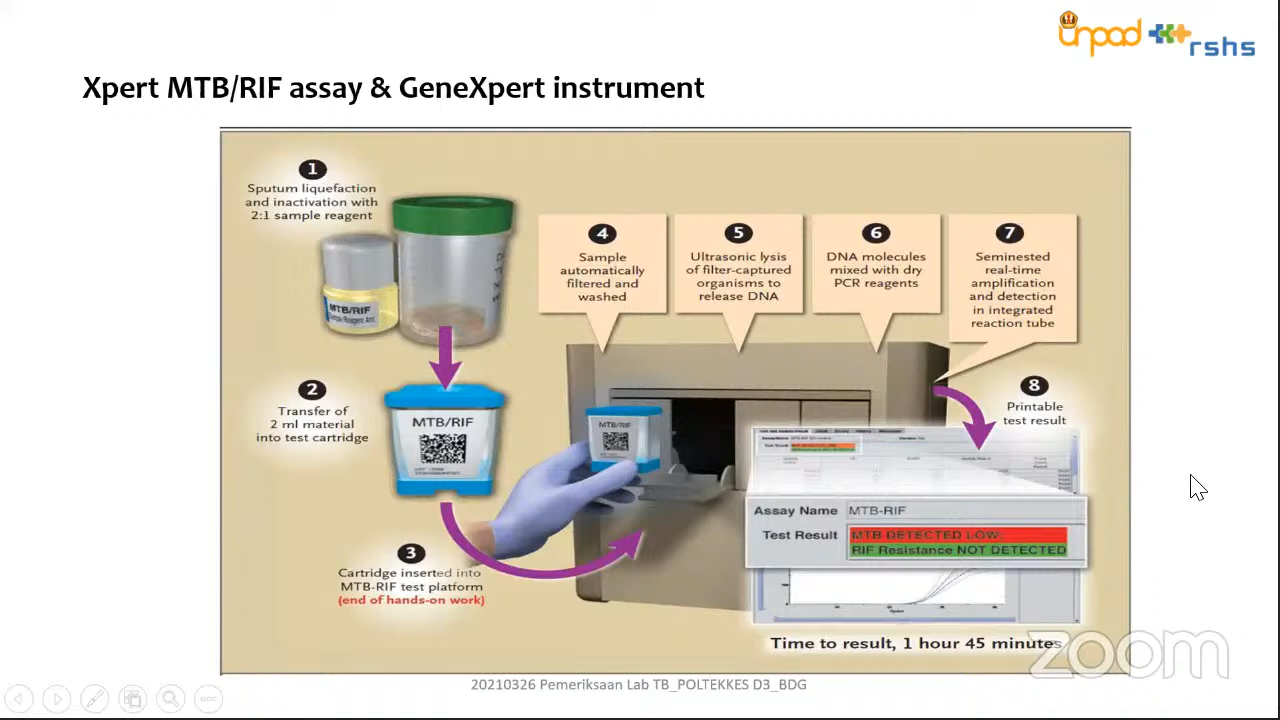 unpad
rshs
Xpert MTB/RIF assay & GeneXpert instrument
1
Sputum liquefaction
and inactivation with
2:1 sample reagent
MTB/RIF
Sample Reagent
2
Transfer of
2 ml material
into test cartridge
MTB/RIF
3
Cartridge inserted into
MTB-RIF test platform
(end of hands-on work)
4
Sample
automatically
filtered and
washed
5
Ultrasonic lysis
of filter-captured
organisms to
release DNA
6
DNA molecules
mixed with dry
PCR reagents
7
Seminested
real-time
amplification
and detection
in integrated
reaction tube
MTB/RIF
8
Printable
test result
Assay Name MTB-RIF
Test Result MTB DETECTED LOW;
RIF Resistance NOT DETECTED
Time to result, 1 hour 45 minutes
zoom
20210326 Pemeriksaan Lab TB_POLTEKKES D3_BDG